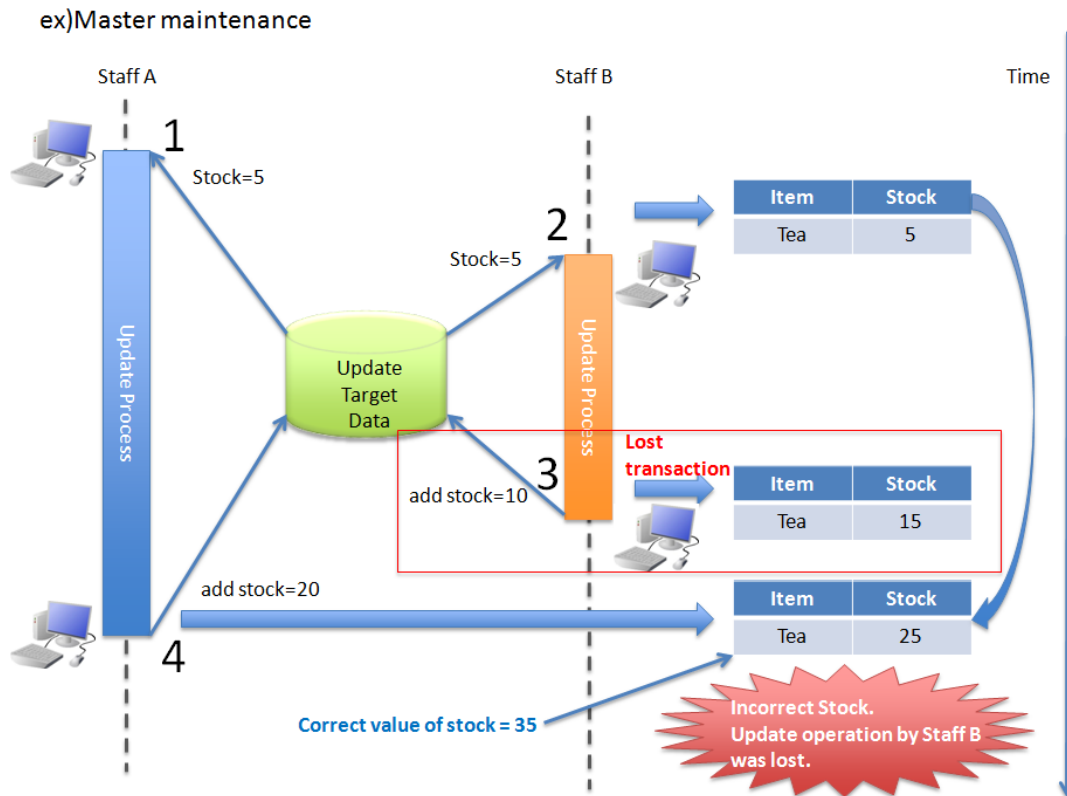 ex)Master maintenance
Staff A
Staff B
Time
1
Stock=5
2
Stock=5
Item Stock
Tea 5
Update Process
Update
Target
Data
Update Process
Lost
transaction
3
add stock=10
Item Stock
Tea 15
add stock=20
4
Item Stock
Tea 25
Correct value of stock = 35
Incorrect Stock.
Update operation by Staff B
was lost.